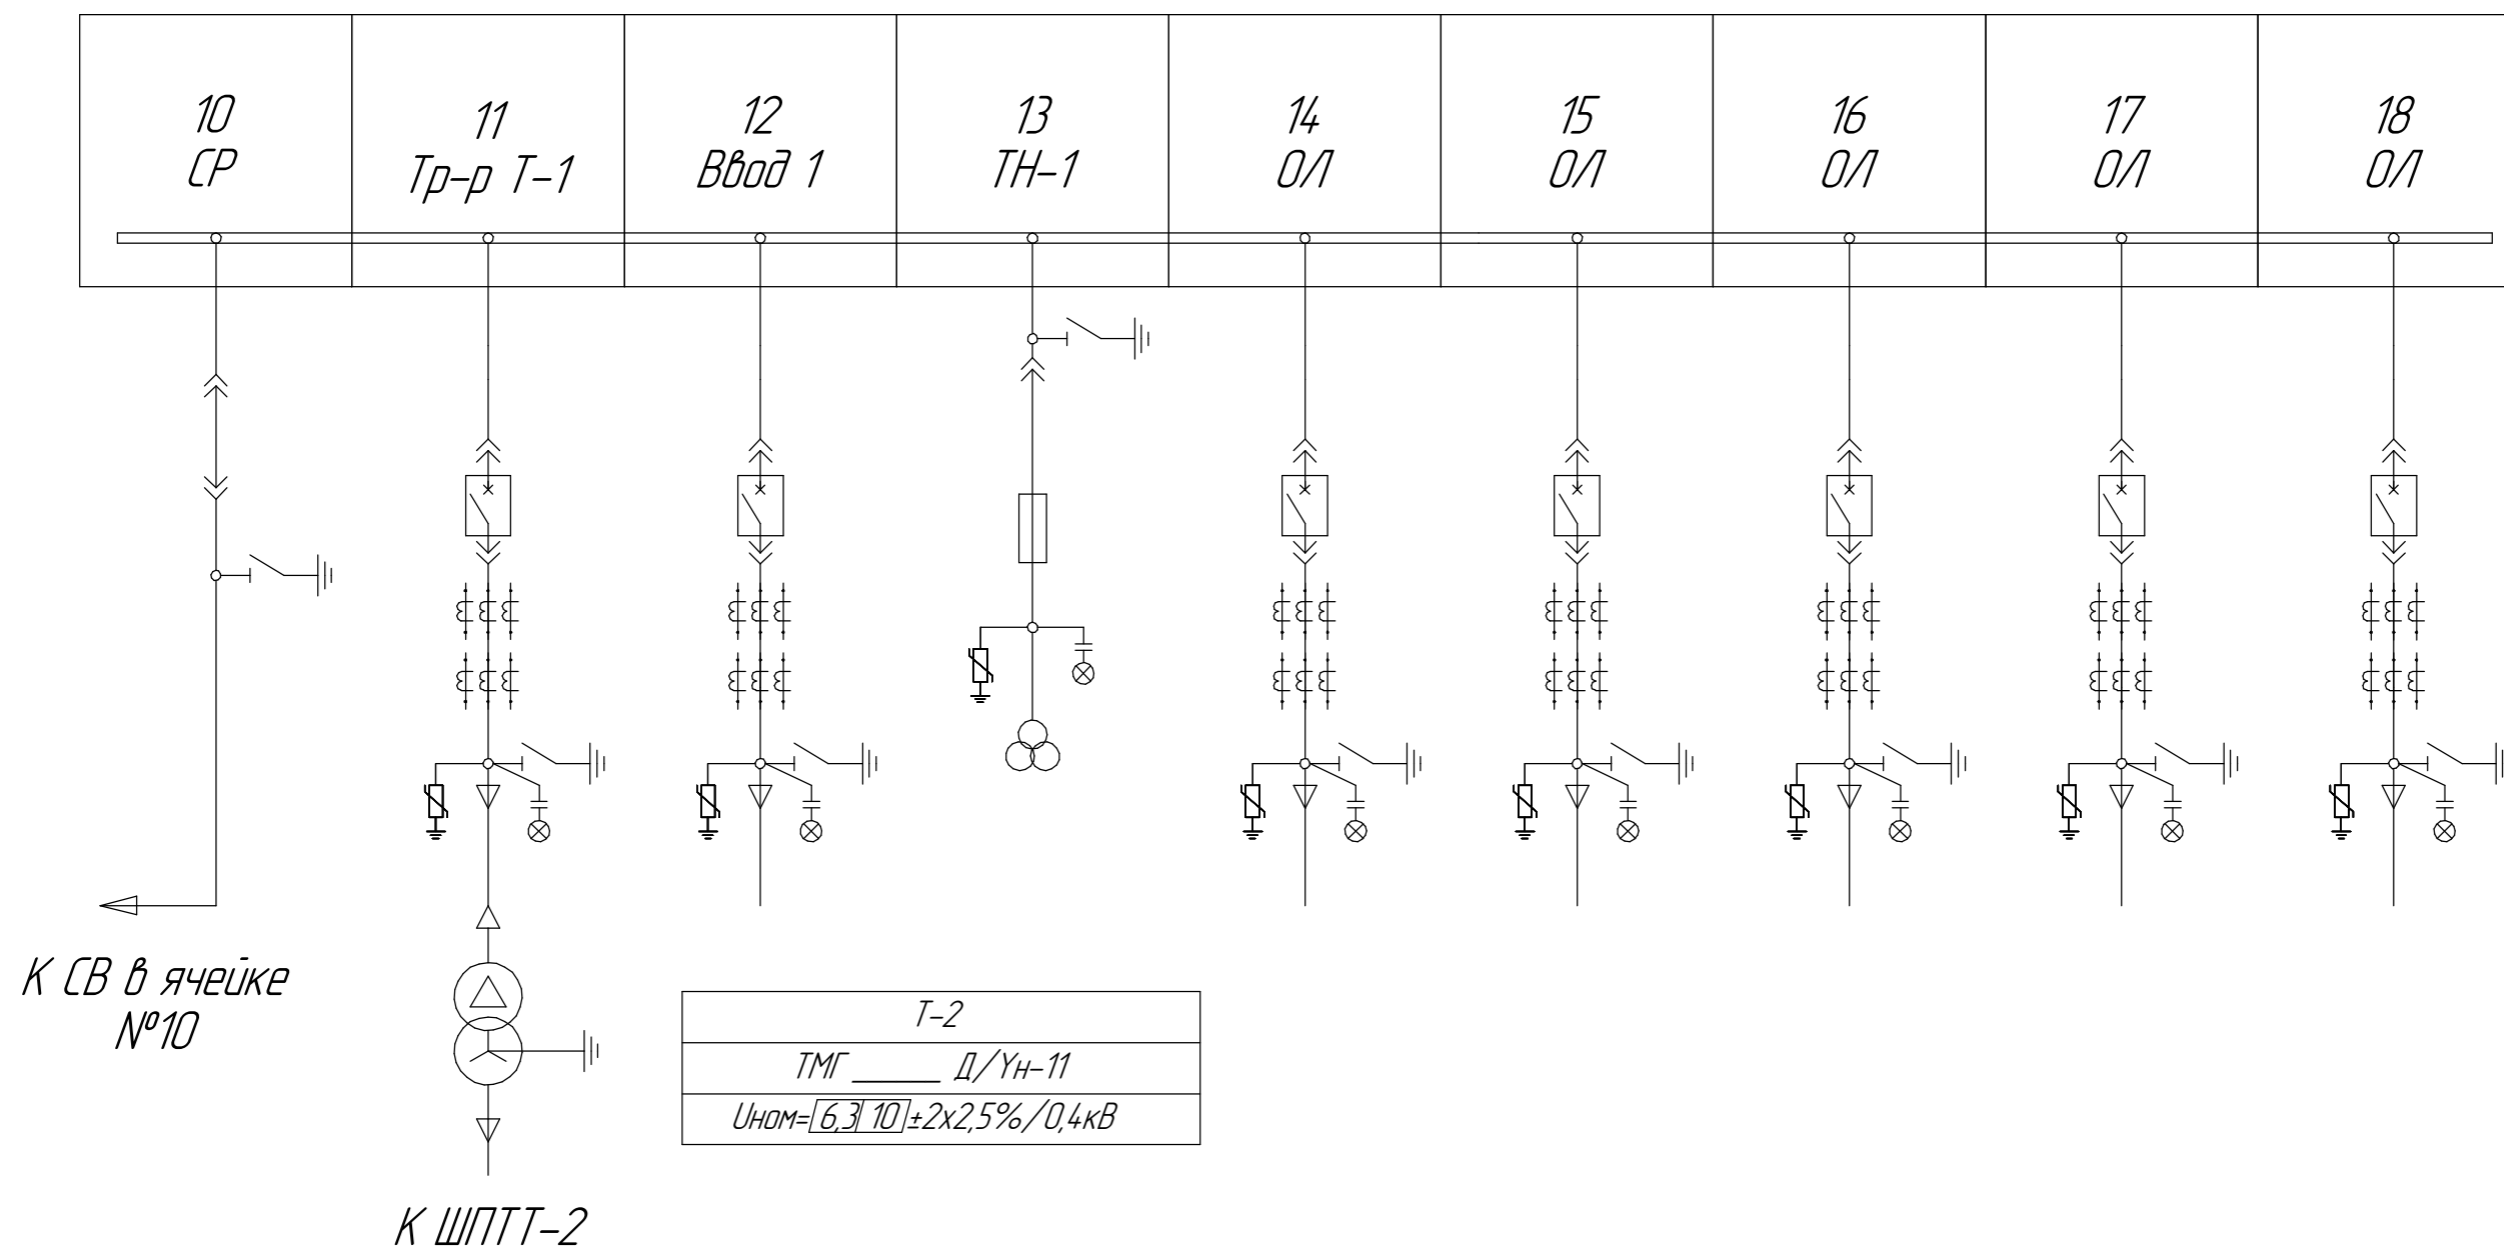 10
СР
11
Тр-р Т-1
12
Ввод 1
13
ТН-1
14
ОЛ
15
ОЛ
16
ОЛ
17
ОЛ
18
ОЛ
К СВ в ячейке
№10
Т-2
ТМГ ______ Д/Ун-11
Uном=6,3 10 ±2х2,5%/0,4кВ
К ШПТТ-2